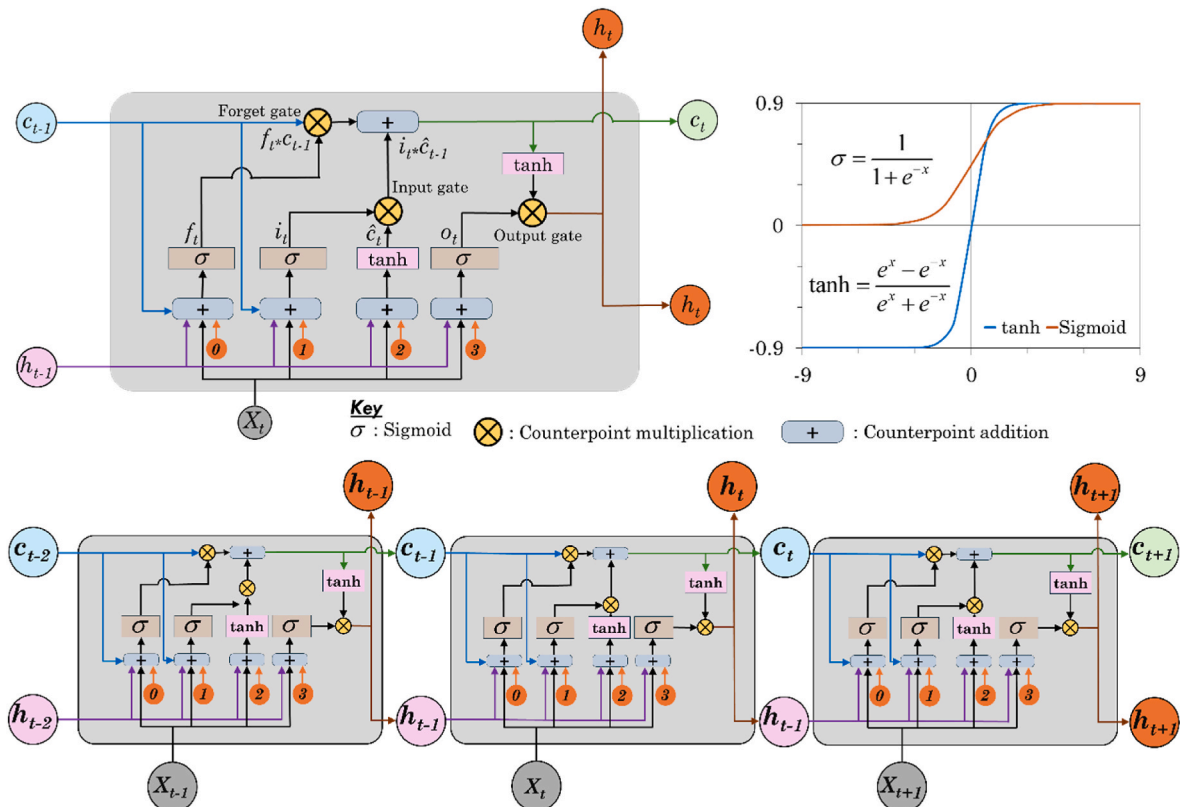 h_t
c_{t-1}
Forget gate
f_{t*}c_{t-1}
+
i_{t*}ĉ_{t-1}
c_t
tanh
Input gate
Output gate
f_t
i_t
ĉ_t
o_t
σ
σ
tanh
σ
+
+
+
+
h_t
0
1
2
3
h_{t-1}
X_t
0.9
σ = 1 / (1 + e^{-x})
0
tanh = (e^x − e^{-x}) / (e^x + e^{-x})
tanh Sigmoid
-0.9
-9 0 9
Key
σ : Sigmoid
: Counterpoint multiplication
+ : Counterpoint addition
h_{t-1}
c_{t-2}
+
tanh
σ
σ
tanh
σ
+
+
+
+
0
1
2
3
h_{t-2}
X_{t-1}
h_t
c_{t-1}
+
tanh
σ
σ
tanh
σ
+
+
+
+
0
1
2
3
h_{t-1}
X_t
h_{t+1}
c_t
+
c_{t+1}
tanh
σ
σ
tanh
σ
+
+
+
+
0
1
2
3
h_{t-1}
h_{t+1}
X_{t+1}